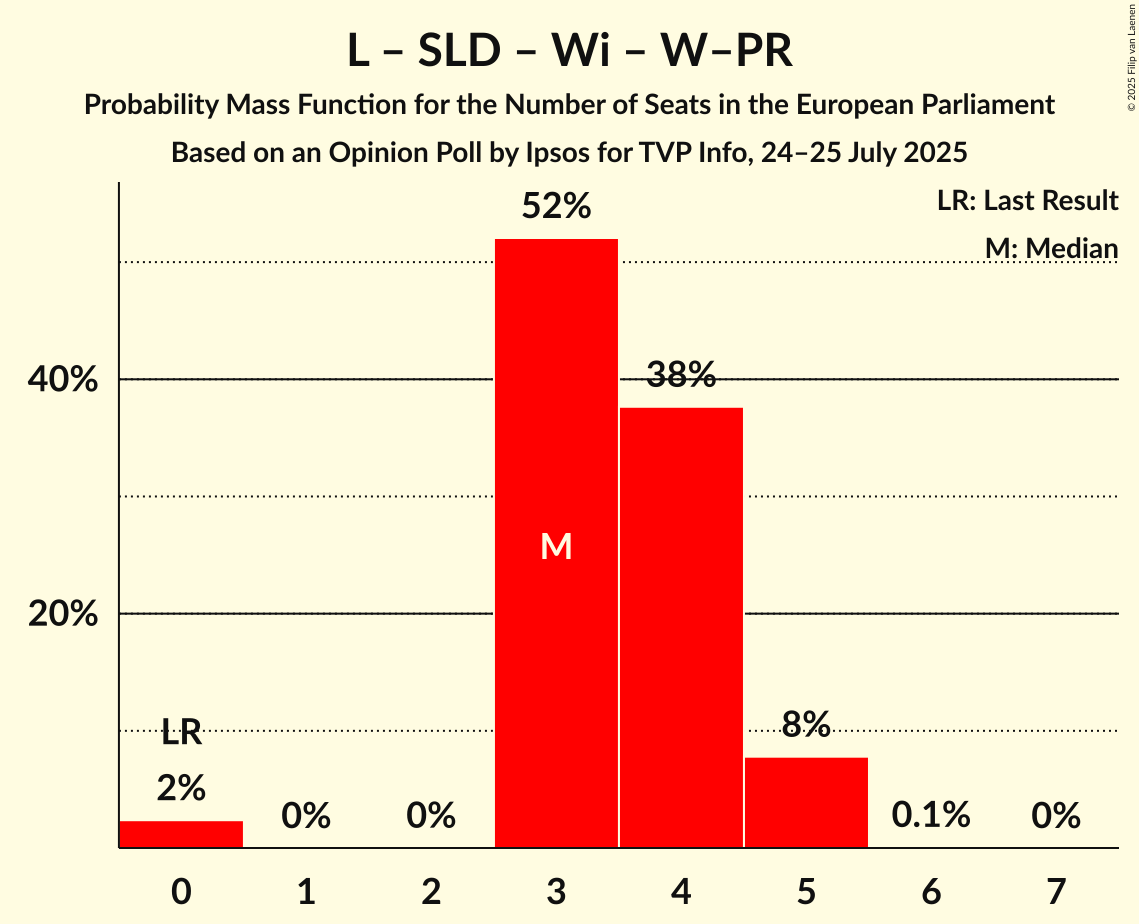 L – SLD – Wi – W–PR
Probability Mass Function for the Number of Seats in the European Parliament
Based on an Opinion Poll by Ipsos for TVP Info, 24–25 July 2025
© 2025 Filip van Laenen
LR: Last Result
M: Median
52%
40%
38%
M
20%
LR
8%
2%
0%
0%
0.1%
0%
0 1 2 3 4 5 6 7